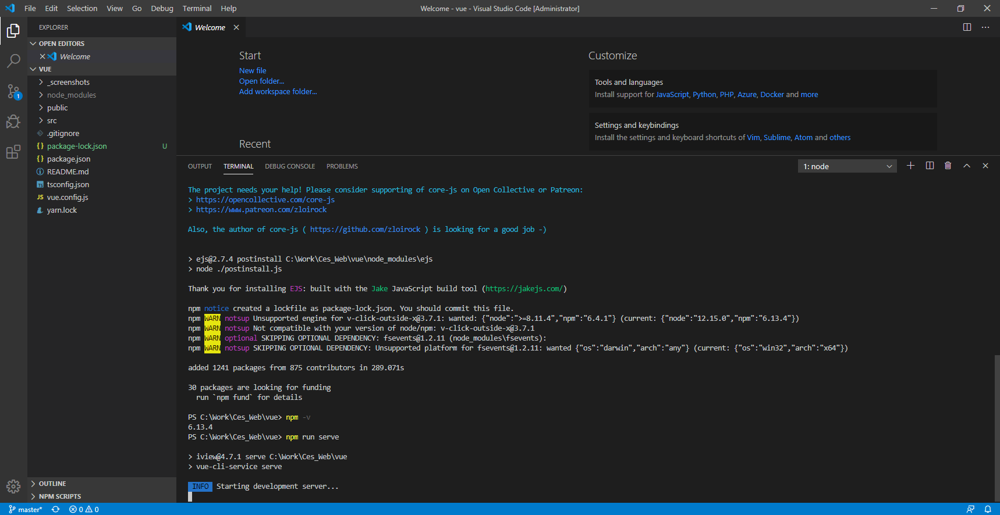 File Edit Selection View Go Debug Terminal Help
Welcome - vue - Visual Studio Code [Administrator]
EXPLORER
OPEN EDITORS
Welcome
VUE
_screenshots
node_modules
public
src
.gitignore
{} package-lock.json U
{} package.json
README.md
TS tsconfig.json
JS vue.config.js
yarn.lock
OUTLINE
NPM SCRIPTS
1
Welcome
Start
New file
Open folder...
Add workspace folder...
Recent
Customize
Tools and languages
Install support for JavaScript, Python, PHP, Azure, Docker and more
Settings and keybindings
Install the settings and keyboard shortcuts of Vim, Sublime, Atom and others
OUTPUT TERMINAL DEBUG CONSOLE PROBLEMS
1: node
The project needs your help! Please consider supporting of core-js on Open Collective or Patreon:
> https://opencollective.com/core-js
> https://www.patreon.com/zloirock
Also, the author of core-js ( https://github.com/zloirock ) is looking for a good job -)
> ejs@2.7.4 postinstall C:\Work\Ces_Web\vue\node_modules\ejs
> node ./postinstall.js
Thank you for installing EJS: built with the Jake JavaScript build tool (https://jakejs.com/)
npm notice created a lockfile as package-lock.json. You should commit this file.
npm WARN notsup Unsupported engine for v-click-outside-x@3.7.1: wanted: {"node":">=8.11.4","npm":"6.4.1"} (current: {"node":"12.15.0","npm":"6.13.4"})
npm WARN notsup Not compatible with your version of node/npm: v-click-outside-x@3.7.1
npm WARN optional SKIPPING OPTIONAL DEPENDENCY: fsevents@1.2.11 (node_modules\fsevents):
npm WARN notsup SKIPPING OPTIONAL DEPENDENCY: Unsupported platform for fsevents@1.2.11: wanted {"os":"darwin","arch":"any"} (current: {"os":"win32","arch":"x64"})
added 1241 packages from 875 contributors in 289.071s
30 packages are looking for funding
run `npm fund` for details
PS C:\Work\Ces_Web\vue> npm -v
6.13.4
PS C:\Work\Ces_Web\vue> npm run serve
> iview@4.7.1 serve C:\Work\Ces_Web\vue
> vue-cli-service serve
INFO Starting development server...
master* 0 0